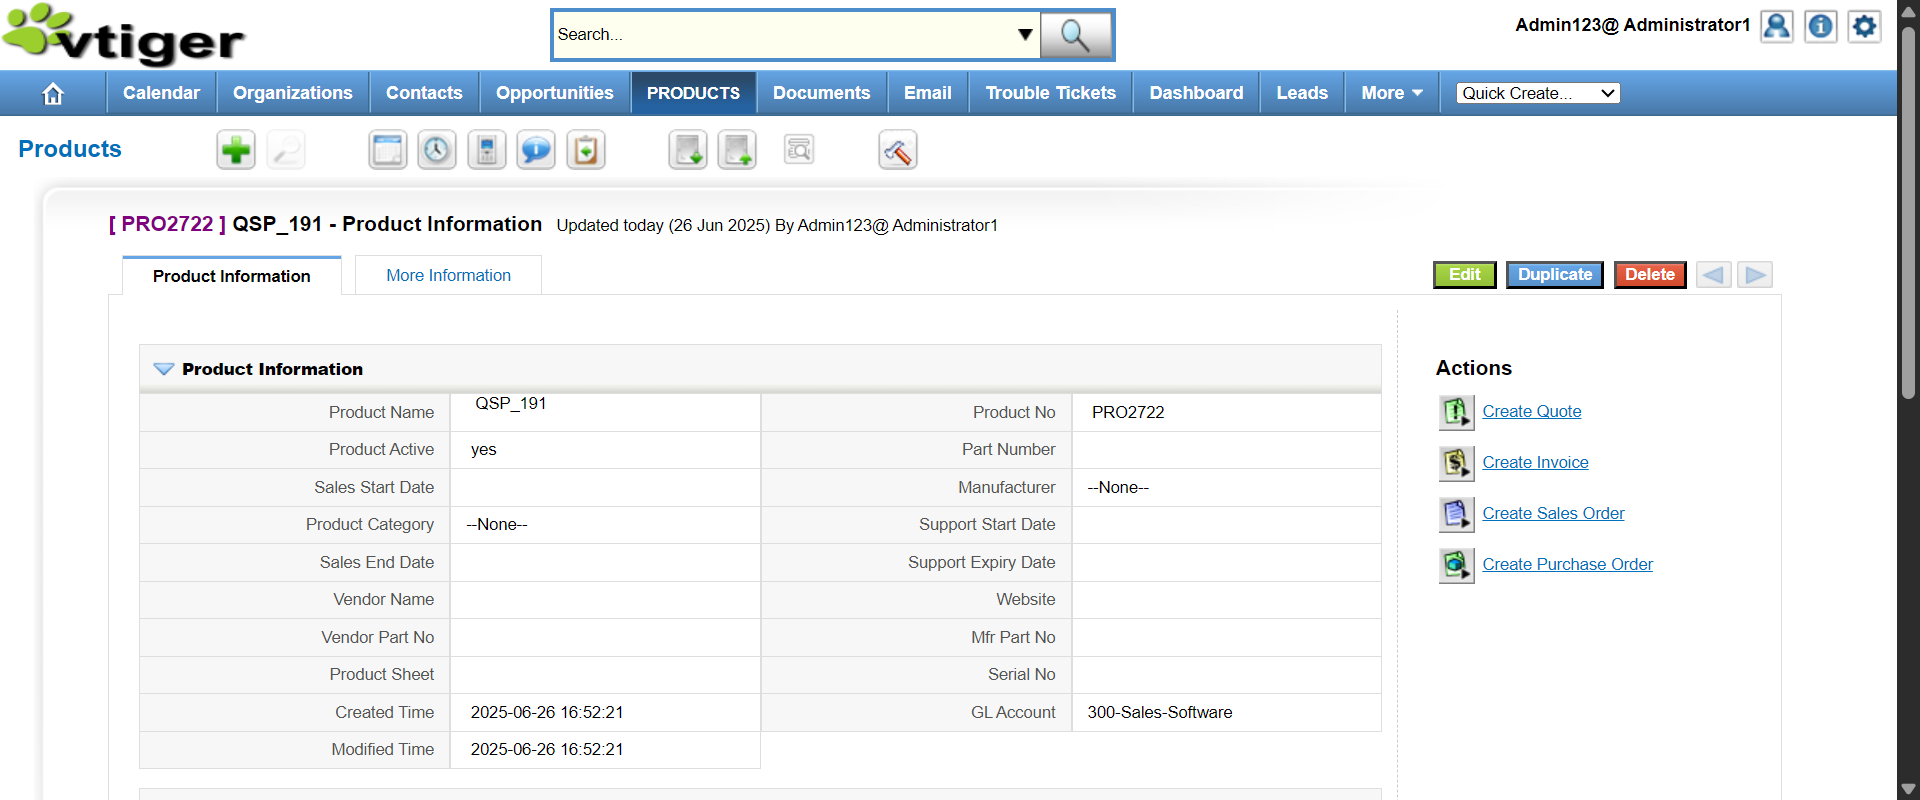 vtiger
Search...
Admin123@ Administrator1
Calendar
Organizations
Contacts
Opportunities
PRODUCTS
Documents
Email
Trouble Tickets
Dashboard
Leads
More
Quick Create...
Products
[ PRO2722 ] QSP_191 - Product Information Updated today (26 Jun 2025) By Admin123@ Administrator1
Product Information
More Information
Edit
Duplicate
Delete
Product Information
Product Name QSP_191 Product No PRO2722
Product Active yes Part Number
Sales Start Date Manufacturer --None--
Product Category --None-- Support Start Date
Sales End Date Support Expiry Date
Vendor Name Website
Vendor Part No Mfr Part No
Product Sheet Serial No
Created Time 2025-06-26 16:52:21 GL Account 300-Sales-Software
Modified Time 2025-06-26 16:52:21
Actions
Create Quote
Create Invoice
Create Sales Order
Create Purchase Order